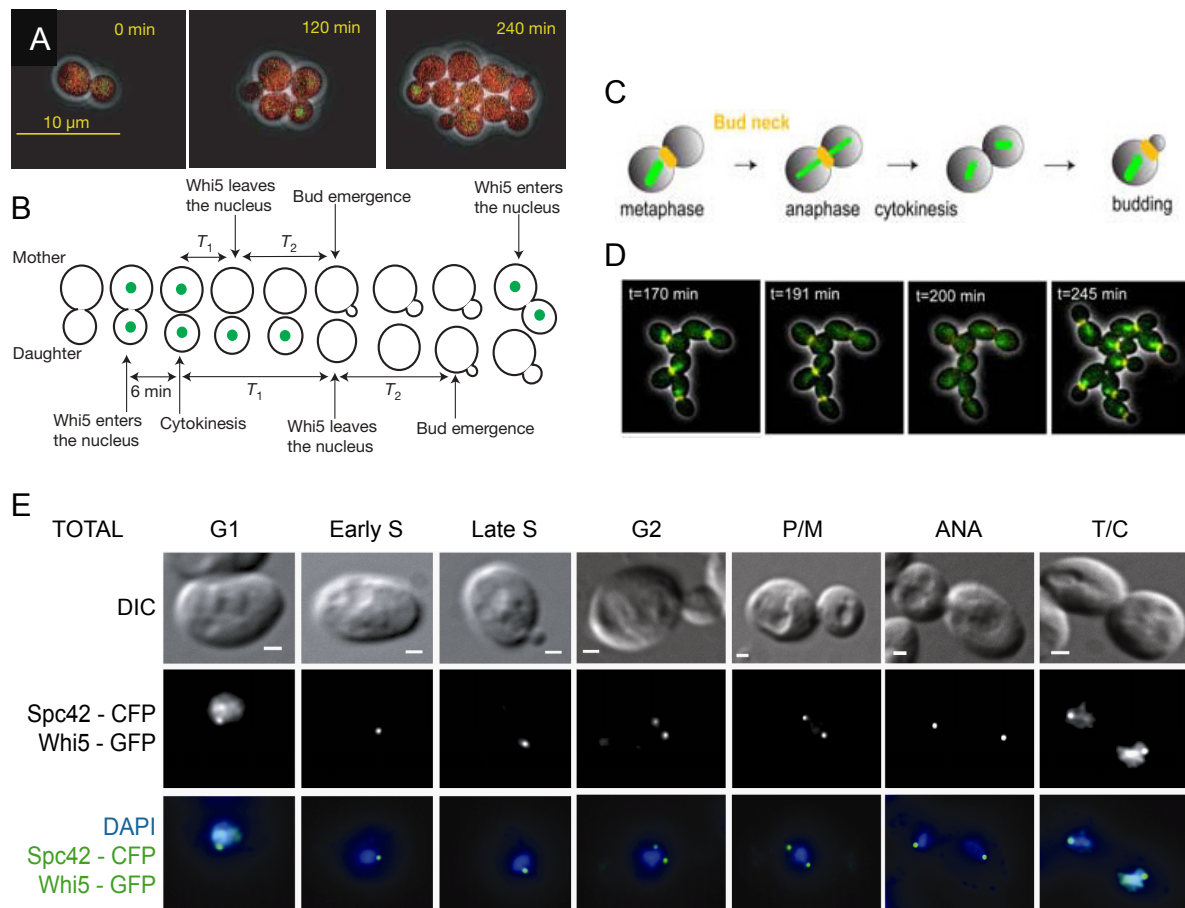 A
0 min
120 min
240 min
10 µm
B
Whi5 leaves
the nucleus
Bud emergence
Whi5 enters
the nucleus
T1
T2
Mother
Daughter
6 min
T1
T2
Whi5 enters
the nucleus
Cytokinesis
Whi5 leaves
the nucleus
Bud emergence
C
Bud neck
metaphase
anaphase
cytokinesis
budding
D
t=170 min
t=191 min
t=200 min
t=245 min
E
TOTAL
G1
Early S
Late S
G2
P/M
ANA
T/C
DIC
Spc42 - CFP
Whi5 - GFP
DAPI
Spc42 - CFP
Whi5 - GFP